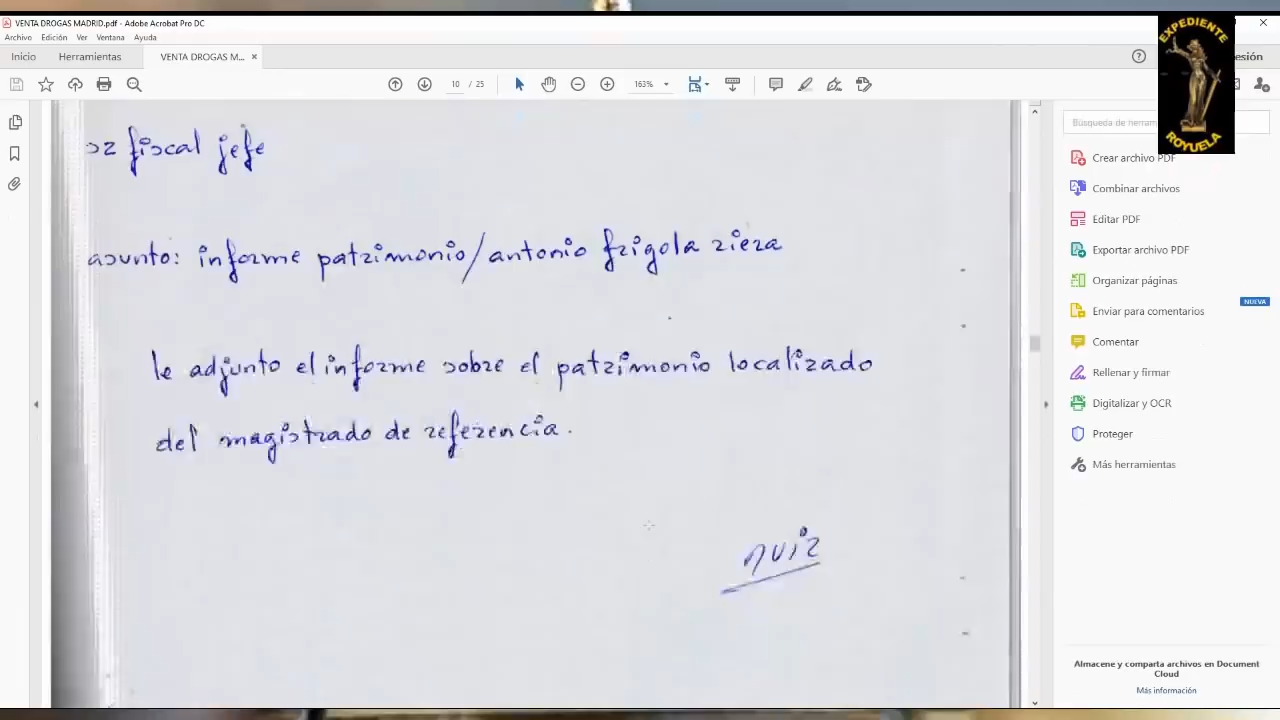 VENTA DROGAS MADRID.pdf - Adobe Acrobat Pro DC
Archivo Edición Ver Ventana Ayuda
Inicio Herramientas VENTA DROGAS M... × esión
10 / 25 163%
EXPEDIENTE
ROYUELA
oz fiscal jefe
asunto: informe patrimonio/antonio frigola riera
le adjunto el informe sobre el patrimonio localizado
del magistrado de referencia.
ruiz
Búsqueda de herram
Crear archivo PDF
Combinar archivos
Editar PDF
Exportar archivo PDF
Organizar páginas
Enviar para comentarios
NUEVA
Comentar
Rellenar y firmar
Digitalizar y OCR
Proteger
Más herramientas
Almacene y comparta archivos en Document
Cloud
Más información